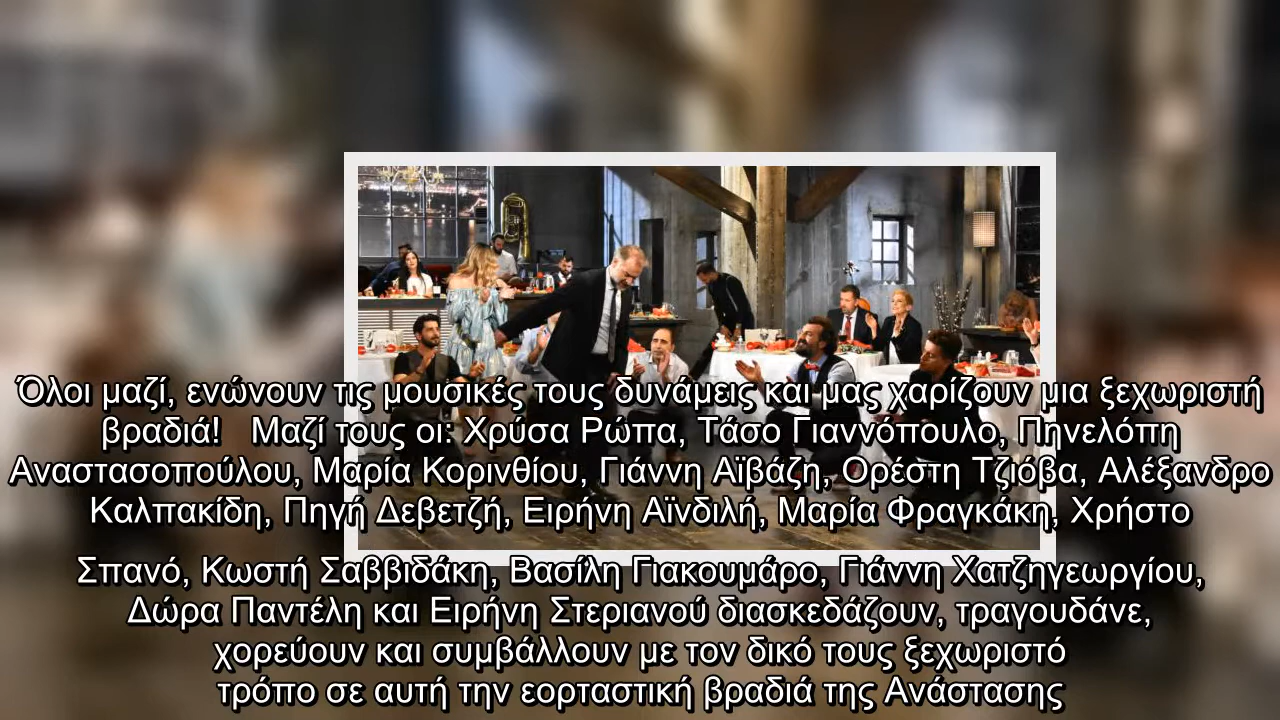 Όλοι μαζί, ενώνουν τις μουσικές τους δυνάμεις και μας χαρίζουν μια ξεχωριστή
βραδιά!   Μαζί τους οι: Χρύσα Ρώπα, Τάσο Γιαννόπουλο, Πηνελόπη
Αναστασοπούλου, Μαρία Κορινθίου, Γιάννη Αϊβάζη, Ορέστη Τζιόβα, Αλέξανδρο
Καλπακίδη, Πηγή Δεβετζή, Ειρήνη Αϊνδιλή, Μαρία Φραγκάκη, Χρήστο
Σπανό, Κωστή Σαββιδάκη, Βασίλη Γιακουμάρο, Γιάννη Χατζηγεωργίου,
Δώρα Παντέλη και Ειρήνη Στεριανού διασκεδάζουν, τραγουδάνε,
χορεύουν και συμβάλλουν με τον δικό τους ξεχωριστό
τρόπο σε αυτή την εορταστική βραδιά της Ανάστασης